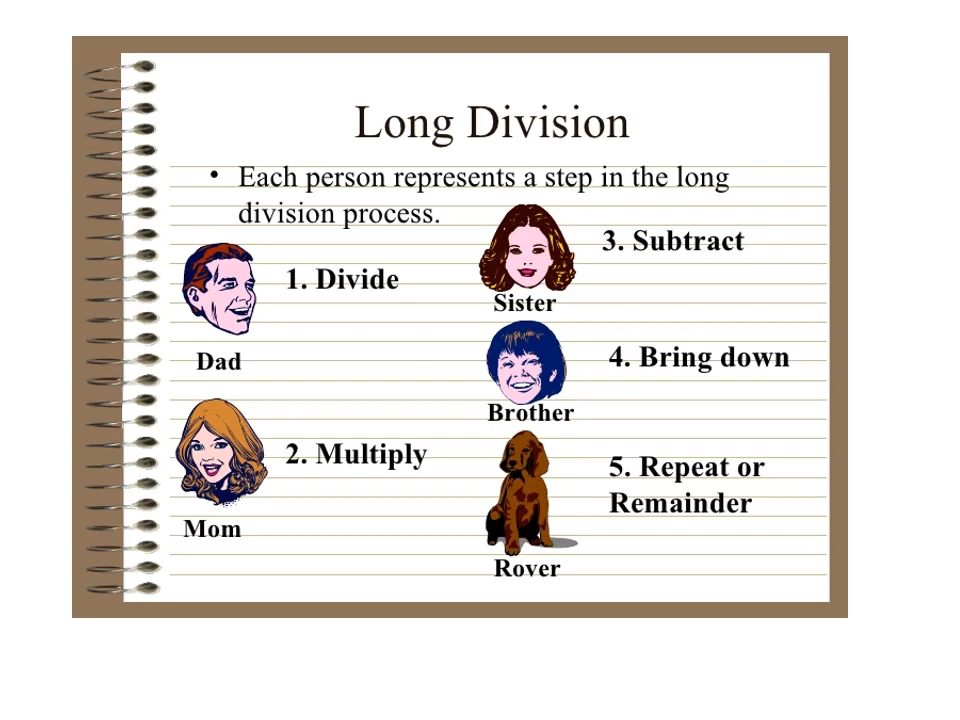 Long Division
• Each person represents a step in the long
division process.
1. Divide
Dad
2. Multiply
Mom
3. Subtract
Sister
4. Bring down
Brother
5. Repeat or
Remainder
Rover